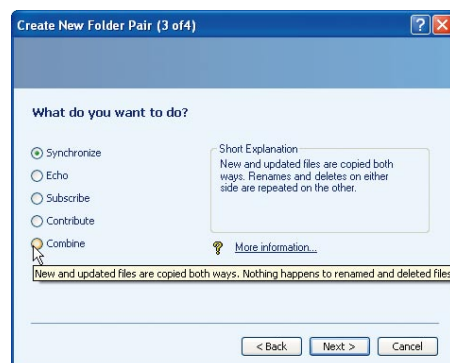 Create New Folder Pair (3 of4)
What do you want to do?
Synchronize
Echo
Subscribe
Contribute
Combine
Short Explanation
New and updated files are copied both
ways. Renames and deletes on either
side are repeated on the other.
More information...
New and updated files are copied both ways. Nothing happens to renamed and deleted files
< Back
Next >
Cancel